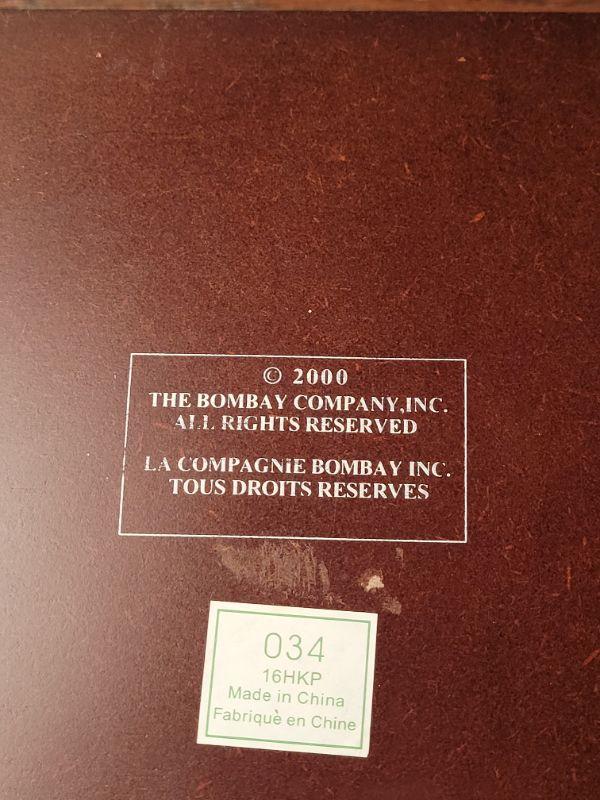 © 2000
THE BOMBAY COMPANY,INC.
ALL RIGHTS RESERVED
LA COMPAGNIE BOMBAY INC.
TOUS DROITS RESERVES
034
16HKP
Made in China
Fabriquè en Chine